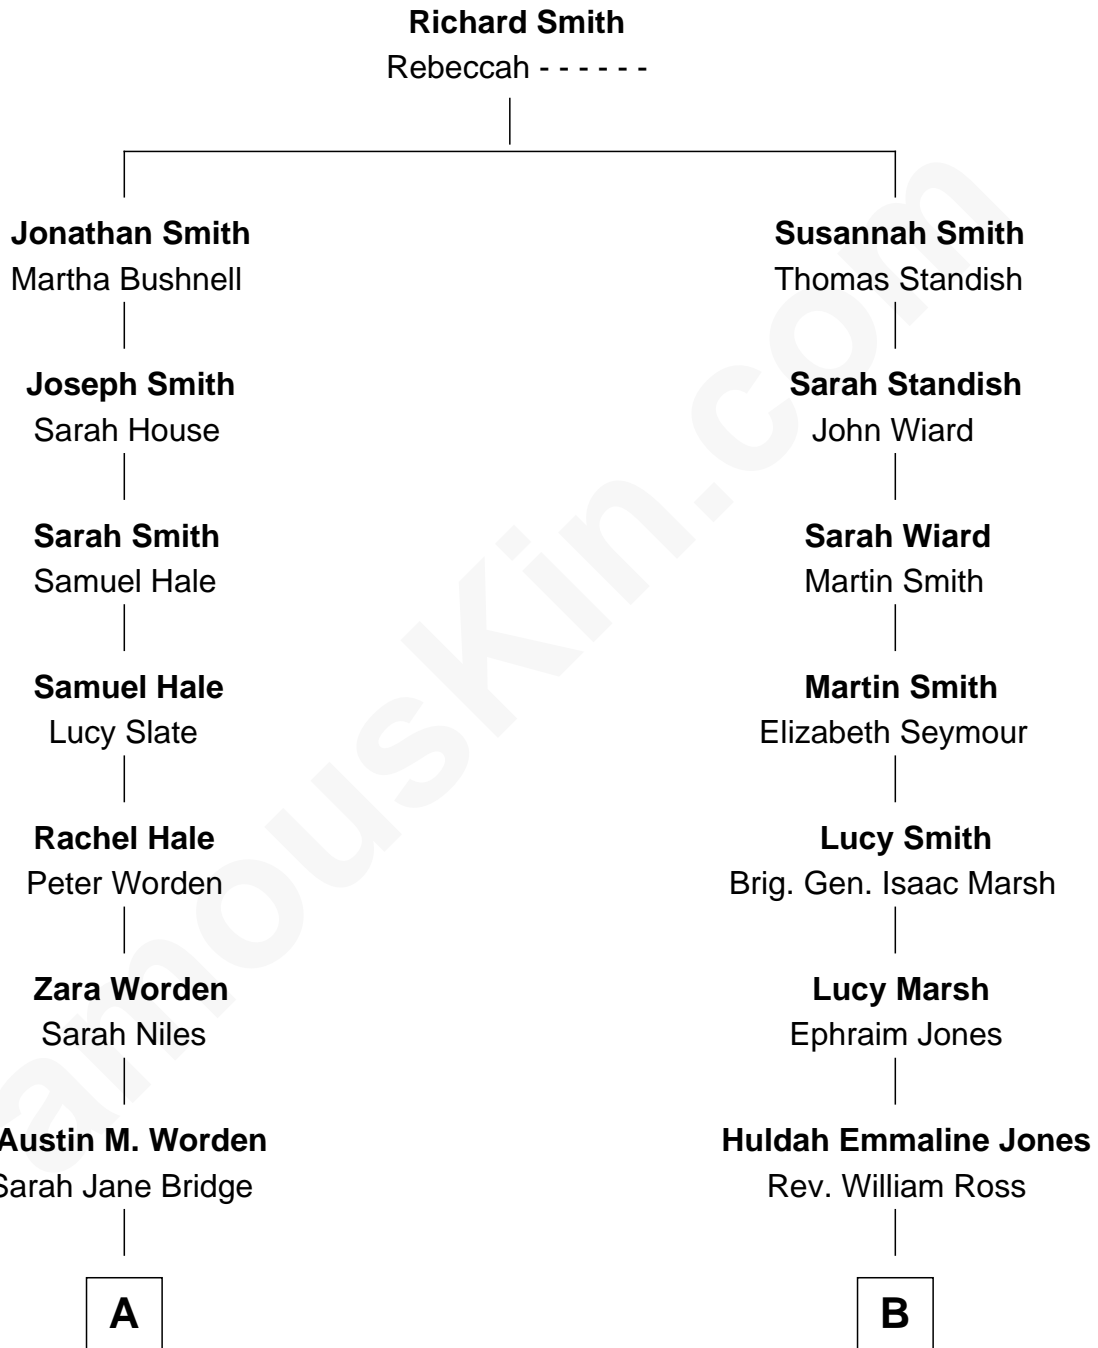 Richard Smith
Rebeccah - - - - - -
Jonathan Smith
Martha Bushnell
Susannah Smith
Thomas Standish
Joseph Smith
Sarah House
Sarah Standish
John Wiard
Sarah Smith
Samuel Hale
Sarah Wiard
Martin Smith
Samuel Hale
Lucy Slate
Martin Smith
Elizabeth Seymour
Rachel Hale
Peter Worden
Lucy Smith
Brig. Gen. Isaac Marsh
Zara Worden
Sarah Niles
Lucy Marsh
Ephraim Jones
Austin M. Worden
Sarah Jane Bridge
Huldah Emmaline Jones
Rev. William Ross
A
B
amouskin.com